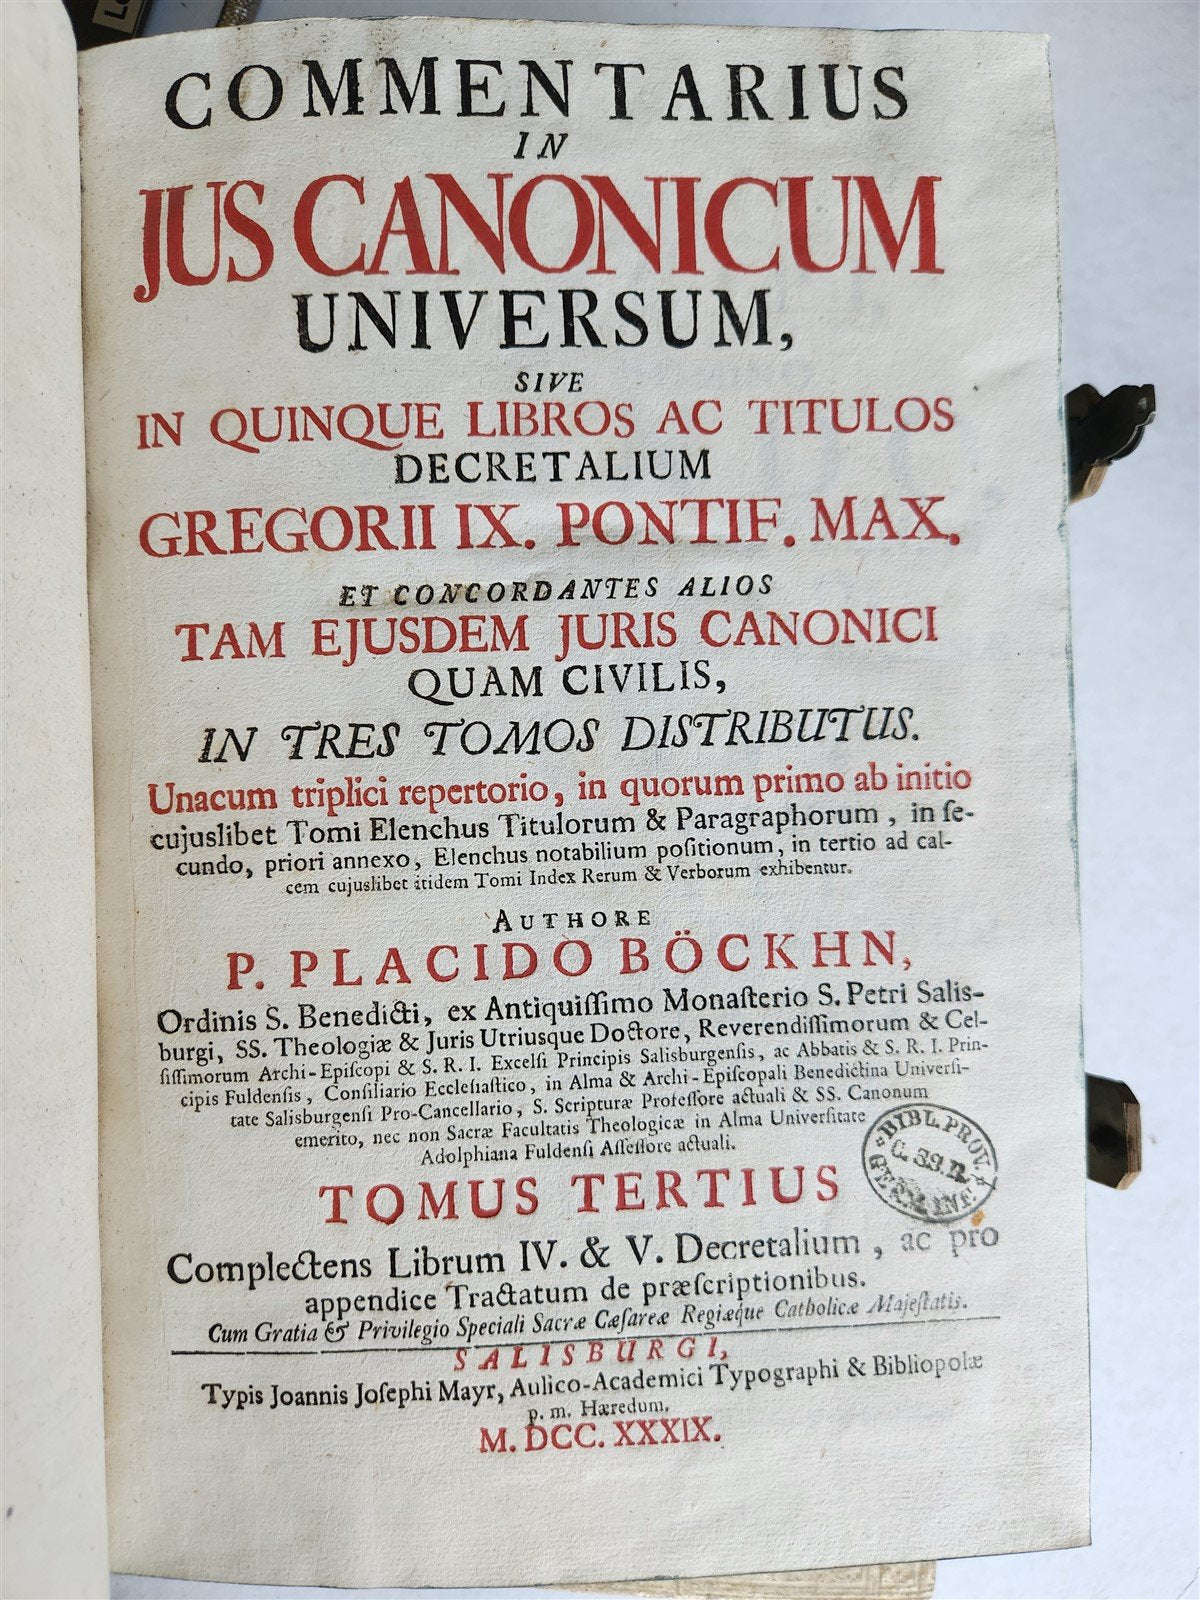 COMMENTARIUS
IN
JUS CANONICUM
UNIVERSUM,
SIVE
IN QUINQUE LIBROS AC TITULOS
DECRETALIUM
GREGORII IX. PONTIF. MAX.
ET CONCORDANTES ALIOS
TAM EJUSDEM JURIS CANONICI
QUAM CIVILIS,
IN TRES TOMOS DISTRIBUTUS.
Unacum triplici repertorio, in quorum primo ab initio
cujuslibet Tomi Elenchus Titulorum & Paragraphorum, in ſe-
cundo, priori annexo, Elenchus notabilium poſitionum, in tertio ad cal-
cem cujuslibet itidem Tomi Index Rerum & Verborum exhibentur.
AUTHORE
P. PLACIDO BÖCKHN,
Ordinis S. Benedicti, ex Antiquiſſimo Monaſterio S. Petri Salis-
burgi, SS. Theologiæ & Juris Utriusque Doctore, Reverendiſſimorum & Cel-
ſiſſimorum Archi-Epiſcopi & S. R. I. Excelſi Principis Salisburgenſis, ac Abbatis & S. R. I. Prin-
cipis Fuldenſis, Conſiliario Eccleſiaſtico, in Alma & Archi-Epiſcopali Benedictina Univerſi-
tate Salisburgenſi Pro-Cancellario, S. Scripturæ Profeſſore actuali & SS. Canonum
emerito, nec non Sacræ Facultatis Theologicæ in Alma Univerſitate
Adolphiana Fuldenſi Aſſeſſore actuali.
BIBL. PROV.
TOMUS TERTIUS
Complectens Librum IV. & V. Decretalium, ac pro
appendice Tractatum de præſcriptionibus.
Cum Gratia & Privilegio Speciali Sacræ Cæſareæ Regiæque Catholicæ Majeſtatis.
SALISBURGI,
Typis Joannis Joſephi Mayr, Aulico-Academici Typographi & Bibliopolæ
p. m. Hæredum.
M. DCC. XXXIX.